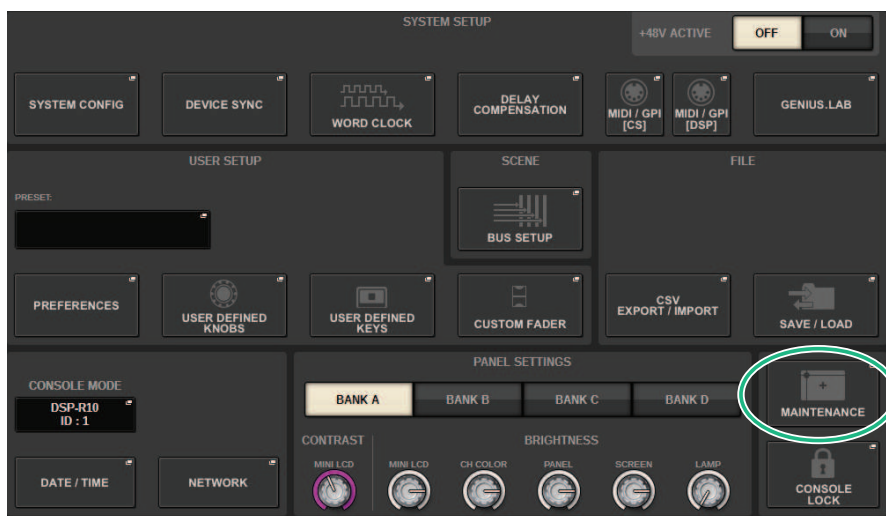 SYSTEM SETUP
+48V ACTIVE
OFF
ON
SYSTEM CONFIG
DEVICE SYNC
WORD CLOCK
DELAY
COMPENSATION
MIDI / GPI
[CS]
MIDI / GPI
[DSP]
GENIUS.LAB
USER SETUP
SCENE
FILE
PRESET:
BUS SETUP
PREFERENCES
USER DEFINED
KNOBS
USER DEFINED
KEYS
CUSTOM FADER
CSV
EXPORT / IMPORT
SAVE / LOAD
CONSOLE MODE
DSP-R10
ID : 1
PANEL SETTINGS
BANK A
BANK B
BANK C
BANK D
MAINTENANCE
CONTRAST
BRIGHTNESS
MINI LCD
MINI LCD
CH COLOR
PANEL
SCREEN
LAMP
DATE / TIME
NETWORK
CONSOLE
LOCK